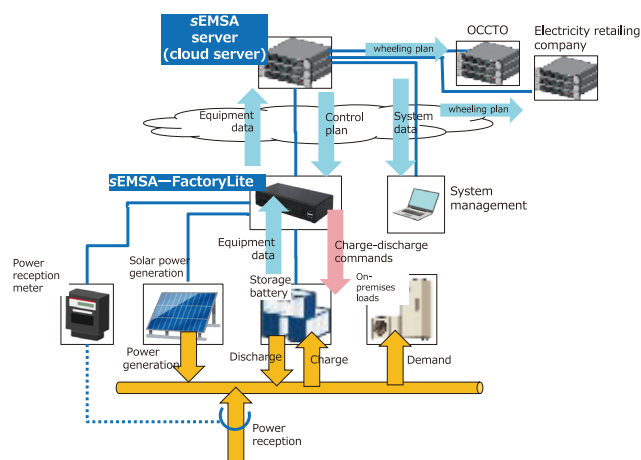 sEMSA
server
(cloud server)
wheeling plan
OCCTO
Electricity retailing
company
wheeling plan
Equipment
data
Control
plan
System
data
sEMSA—FactoryLite
System
management
Equipment
data
Charge-discharge
commands
Power
reception
meter
Solar power
generation
Storage
battery
On-
premises
loads
Power
generation
Discharge
Charge
Demand
Power
reception